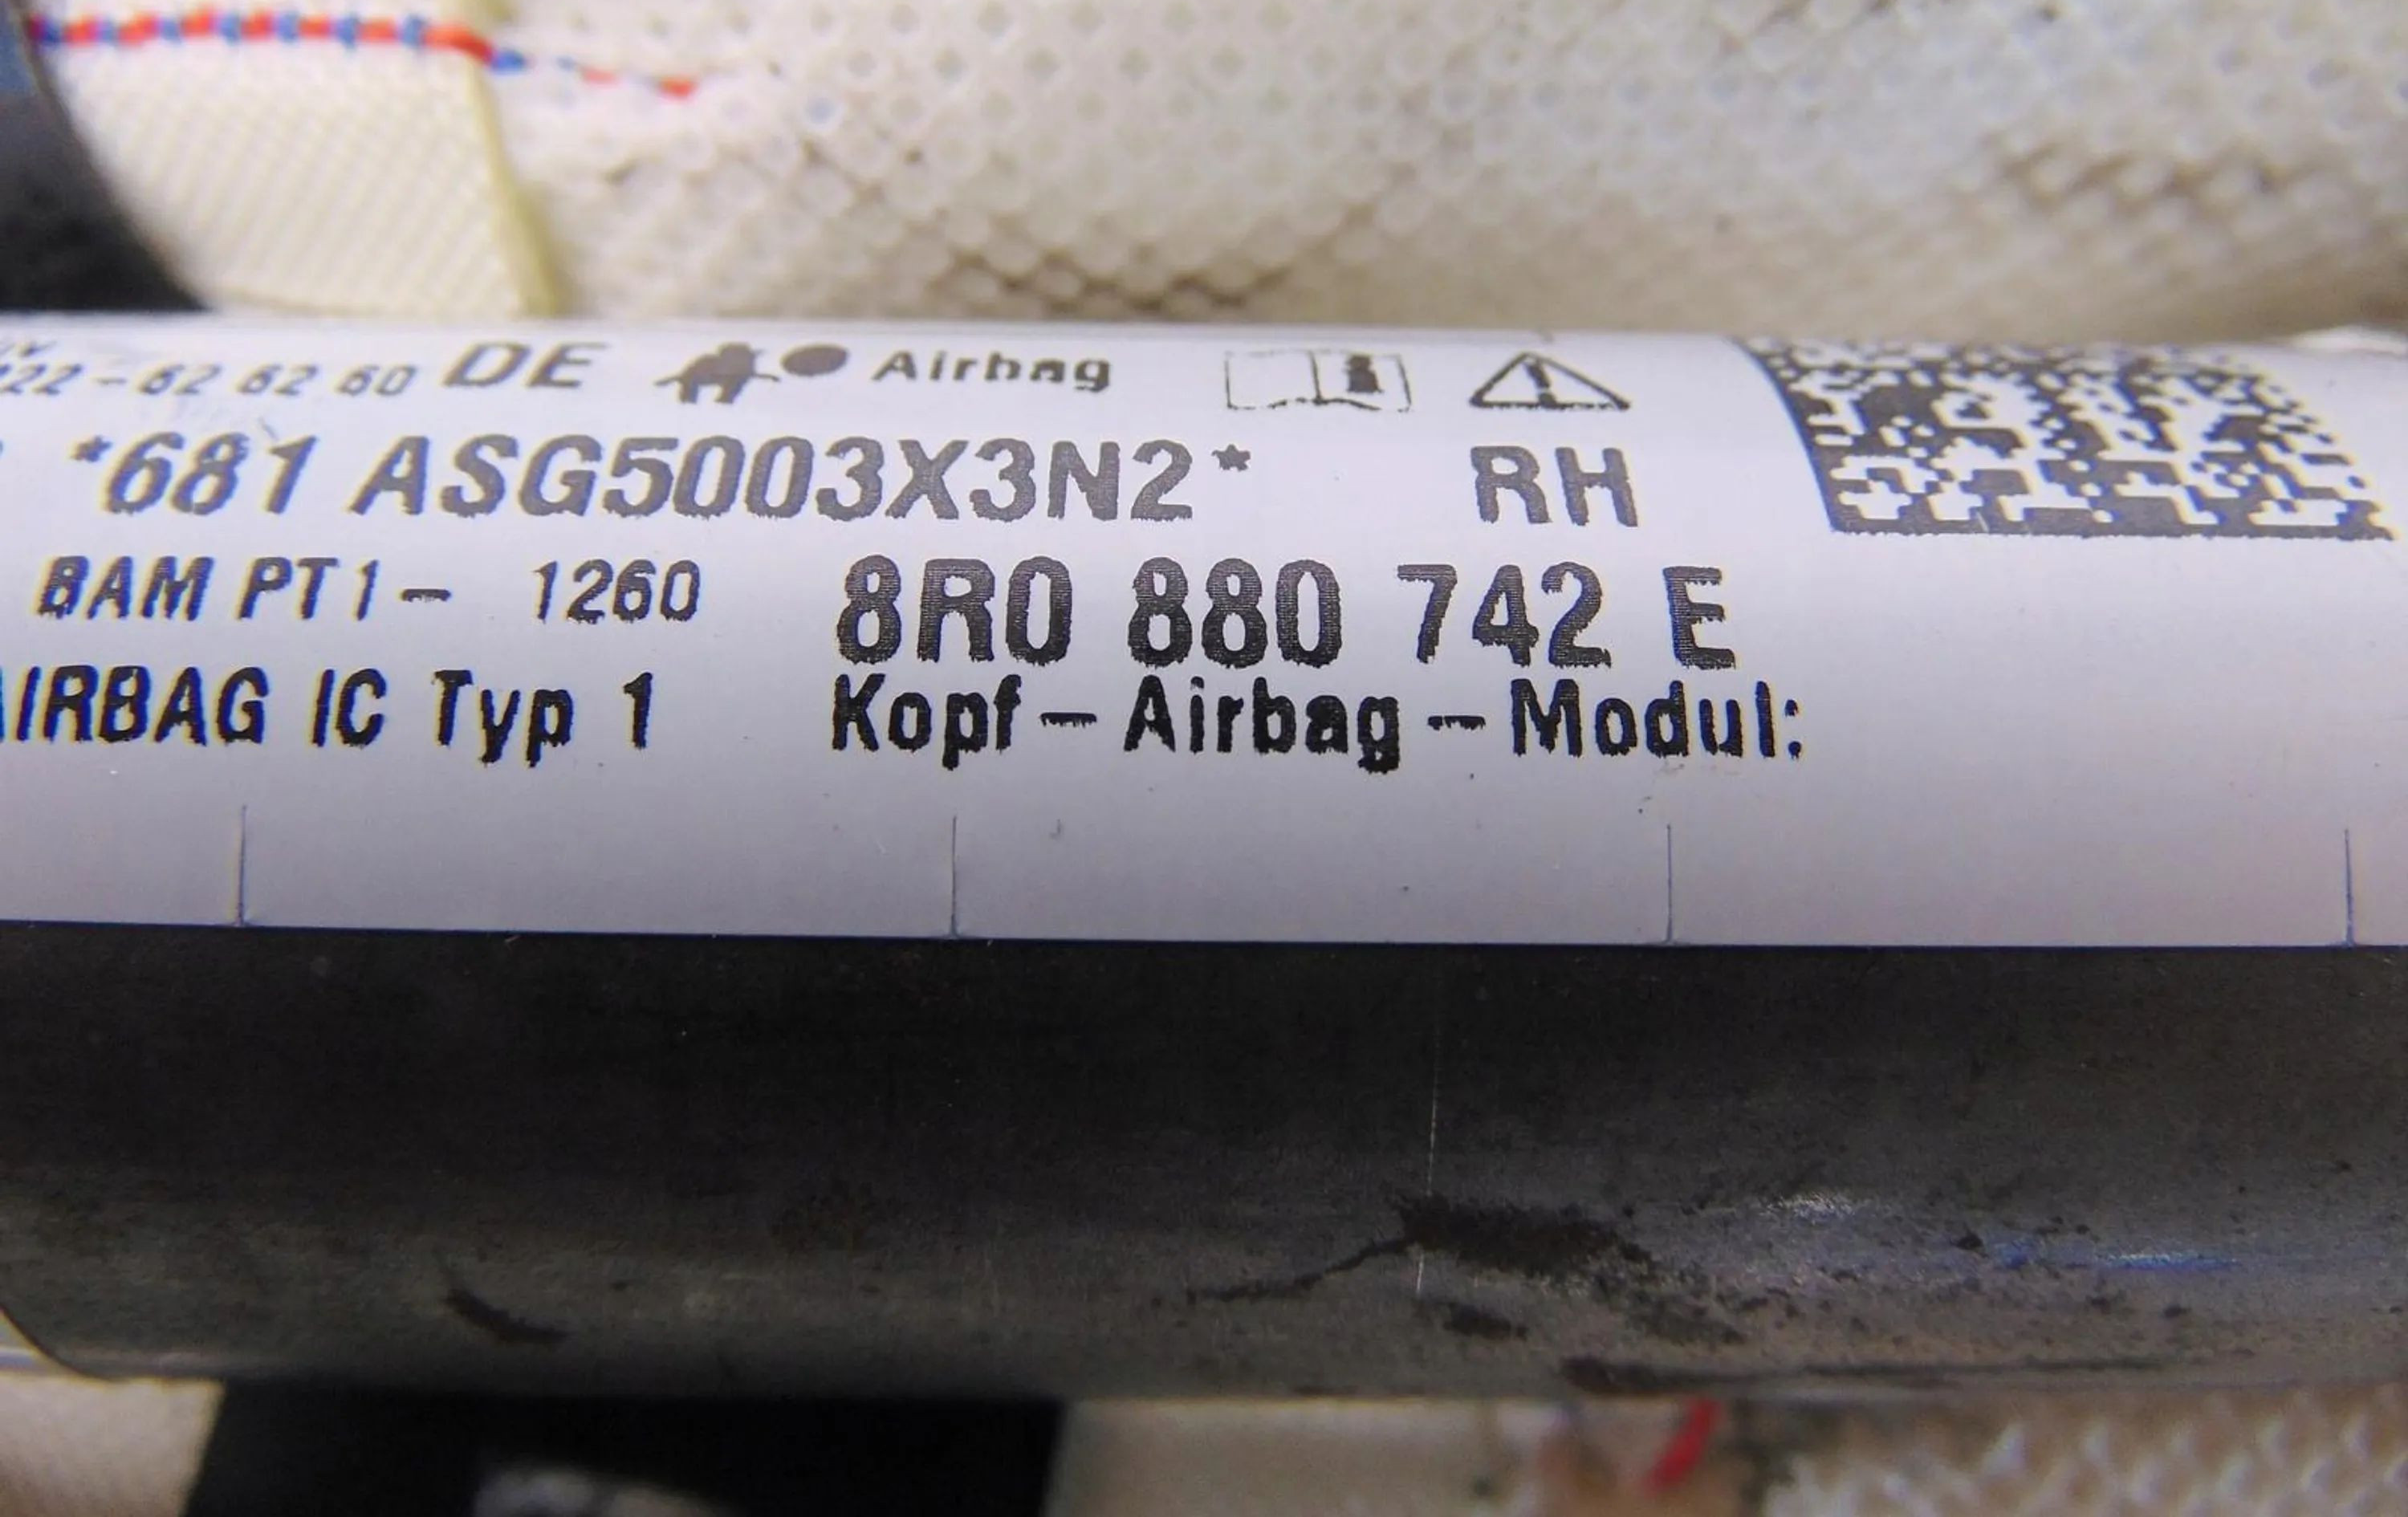 22-62 62 60 DE Airbag
*681 ASG5003X3N2* RH
BAM PT1- 1260 8R0 880 742 E
AIRBAG IC Typ 1 Kopf-Airbag-Modul: